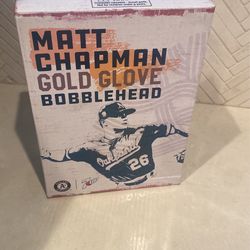 MATT
CHAPMAN
GOLD GLOVE
BOBBLEHEAD
Oakland
26